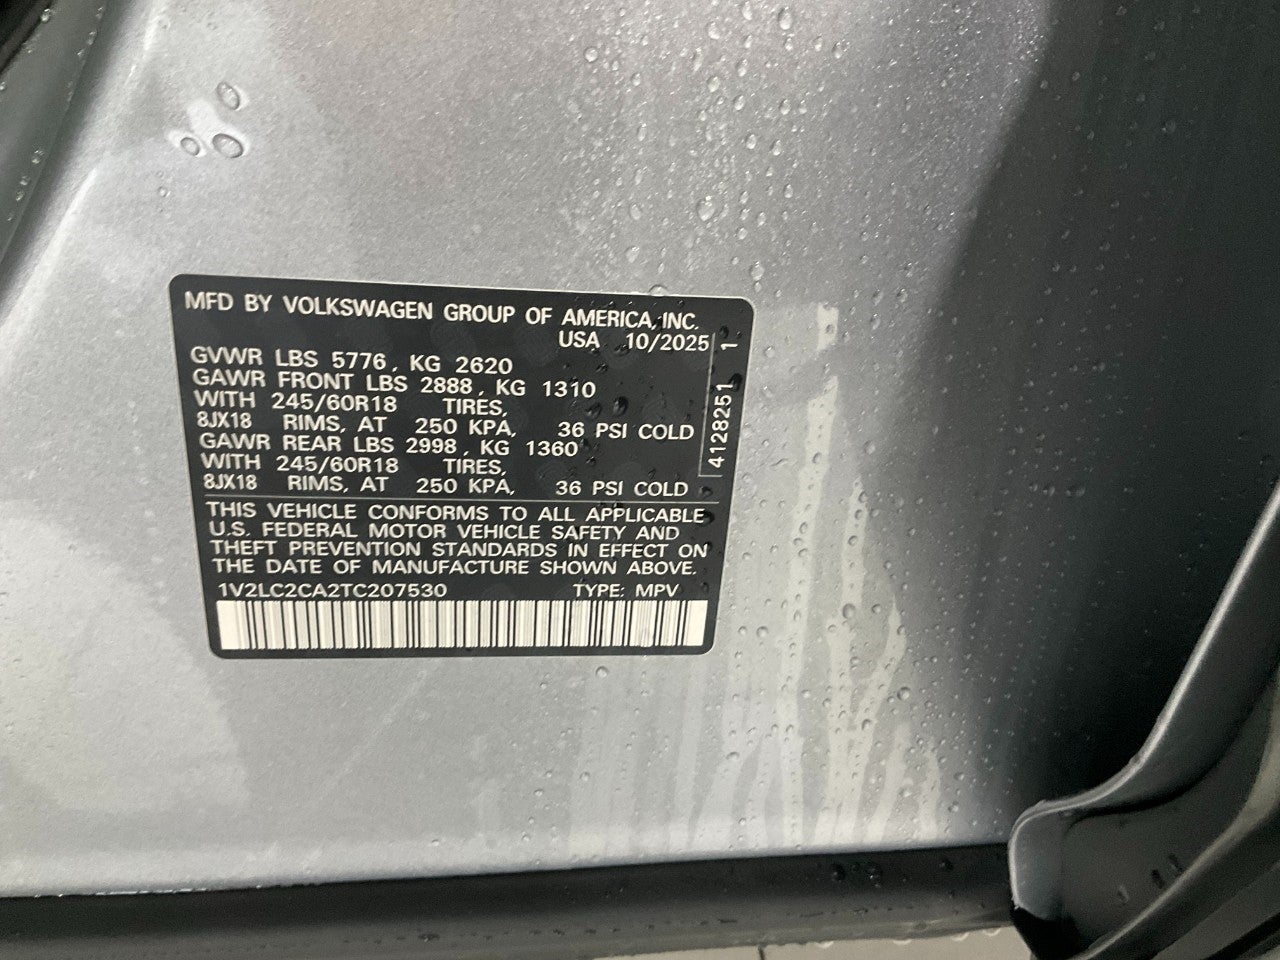 MFD BY VOLKSWAGEN GROUP OF AMERICA, INC.
USA 10/2025
GVWR LBS 5776, KG 2620
GAWR FRONT LBS 2888, KG 1310
WITH 245/60R18 TIRES,
8JX18 RIMS, AT 250 KPA, 36 PSI COLD
GAWR REAR LBS 2998, KG 1360
WITH 245/60R18 TIRES,
8JX18 RIMS, AT 250 KPA, 36 PSI COLD
THIS VEHICLE CONFORMS TO ALL APPLICABLE
U.S. FEDERAL MOTOR VEHICLE SAFETY AND
THEFT PREVENTION STANDARDS IN EFFECT ON
THE DATE OF MANUFACTURE SHOWN ABOVE.
1V2LC2CA2TC207530 TYPE: MPV
4128251 1